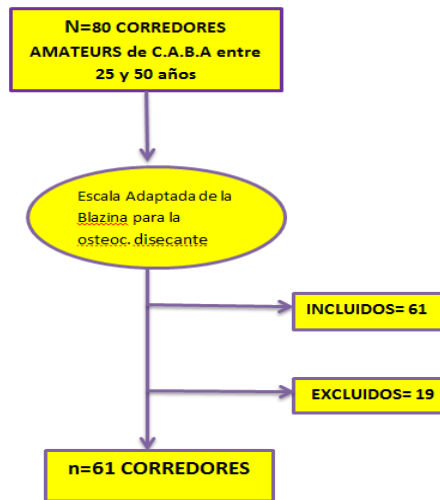 N=80 CORREDORES
AMATEURS de C.A.B.A entre
25 y 50 años
Escala Adaptada de la
Blazina para la
osteoc. disecante
INCLUIDOS= 61
EXCLUIDOS= 19
n=61 CORREDORES